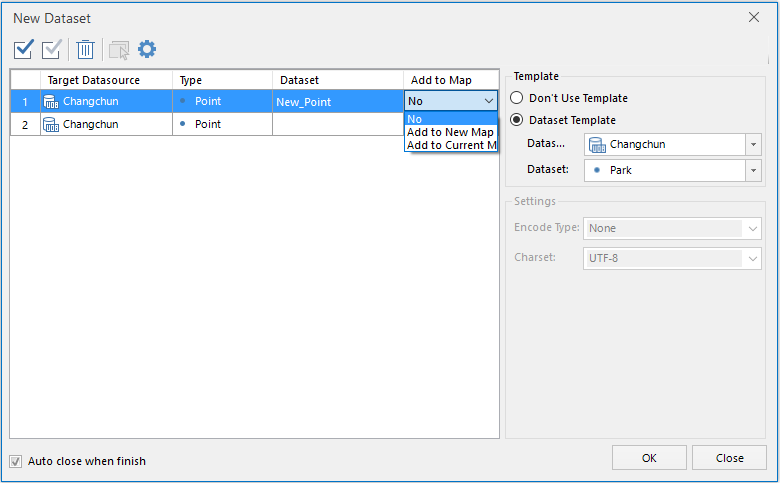 New Dataset
Target Datasource Type Dataset Add to Map
1 Changchun Point New_Point No
2 Changchun Point
No
Add to New Map
Add to Current M
Template
Don't Use Template
Dataset Template
Datas... Changchun
Dataset: Park
Settings
Encode Type: None
Charset: UTF-8
Auto close when finish
OK Close